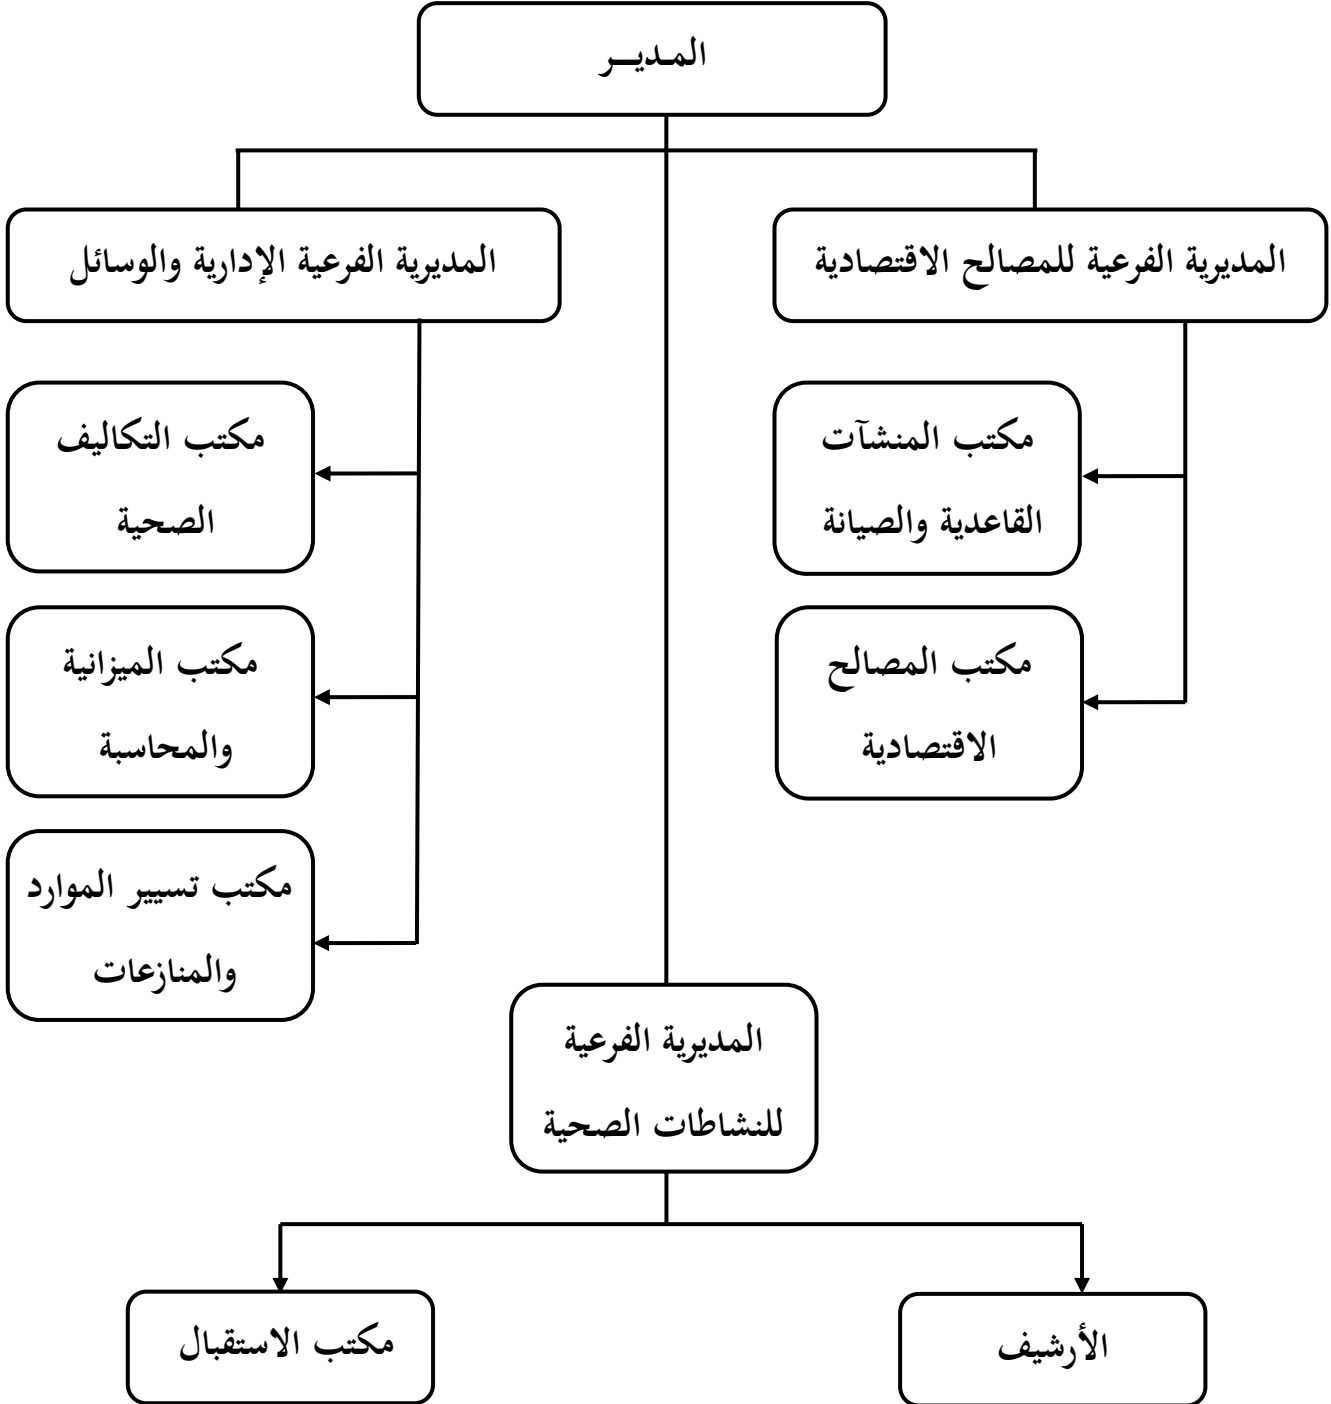 المـديــر
المديرية الفرعية للمصالح الاقتصادية
المديرية الفرعية الإدارية والوسائل
مكتب المنشآت
القاعدية والصيانة
مكتب المصالح
الاقتصادية
مكتب التكاليف
الصحية
مكتب الميزانية
والمحاسبة
مكتب تسيير الموارد
والمنازعات
المديرية الفرعية
للنشاطات الصحية
الأرشيف
مكتب الاستقبال